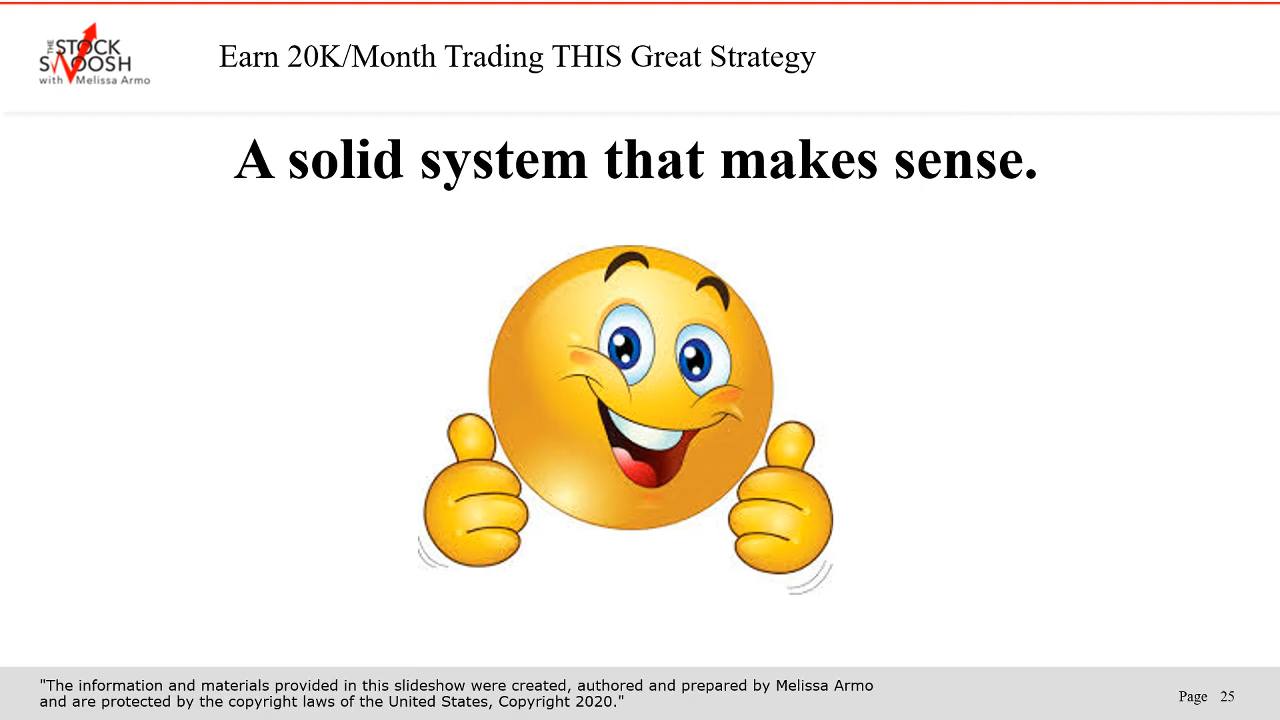 THE STOCK
SWOOSH
with Melissa Armo
Earn 20K/Month Trading THIS Great Strategy
A solid system that makes sense.
"The information and materials provided in this slideshow were created, authored and prepared by Melissa Armo
and are protected by the copyright laws of the United States, Copyright 2020."
Page 25